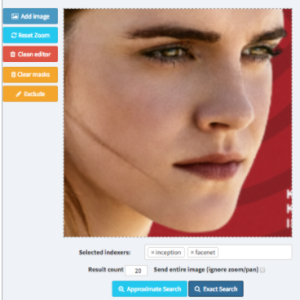 Add image
Reset Zoom
Clean editor
Clear masks
Exclude
Selected indexers: × inception × facenet
Result count 20 Send entire image (ignore zoom/pan)
Approximate Search Exact Search